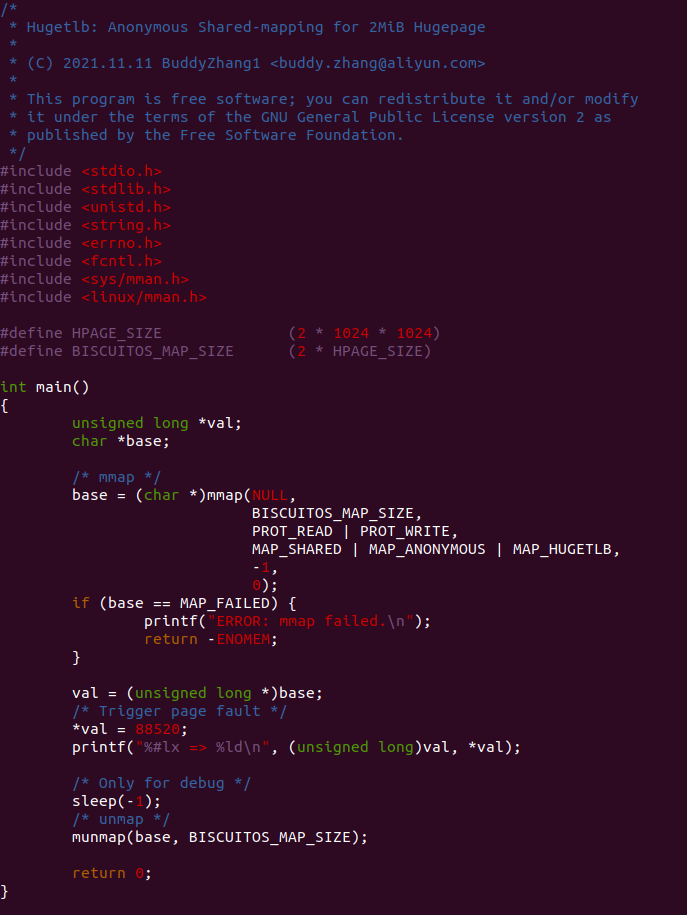 /*
 * Hugetlb: Anonymous Shared-mapping for 2MiB Hugepage
 *
 * (C) 2021.11.11 BuddyZhang1 <buddy.zhang@aliyun.com>
 *
 * This program is free software; you can redistribute it and/or modify
 * it under the terms of the GNU General Public License version 2 as
 * published by the Free Software Foundation.
 */
#include <stdio.h>
#include <stdlib.h>
#include <unistd.h>
#include <string.h>
#include <errno.h>
#include <fcntl.h>
#include <sys/mman.h>
#include <linux/mman.h>

#define HPAGE_SIZE              (2 * 1024 * 1024)
#define BISCUITOS_MAP_SIZE      (2 * HPAGE_SIZE)

int main()
{
        unsigned long *val;
        char *base;

        /* mmap */
        base = (char *)mmap(NULL,
                            BISCUITOS_MAP_SIZE,
                            PROT_READ | PROT_WRITE,
                            MAP_SHARED | MAP_ANONYMOUS | MAP_HUGETLB,
                            -1,
                            0);
        if (base == MAP_FAILED) {
                printf("ERROR: mmap failed.\n");
                return -ENOMEM;
        }

        val = (unsigned long *)base;
        /* Trigger page fault */
        *val = 88520;
        printf("%#lx => %ld\n", (unsigned long)val, *val);

        /* Only for debug */
        sleep(-1);
        /* unmap */
        munmap(base, BISCUITOS_MAP_SIZE);

        return 0;
}